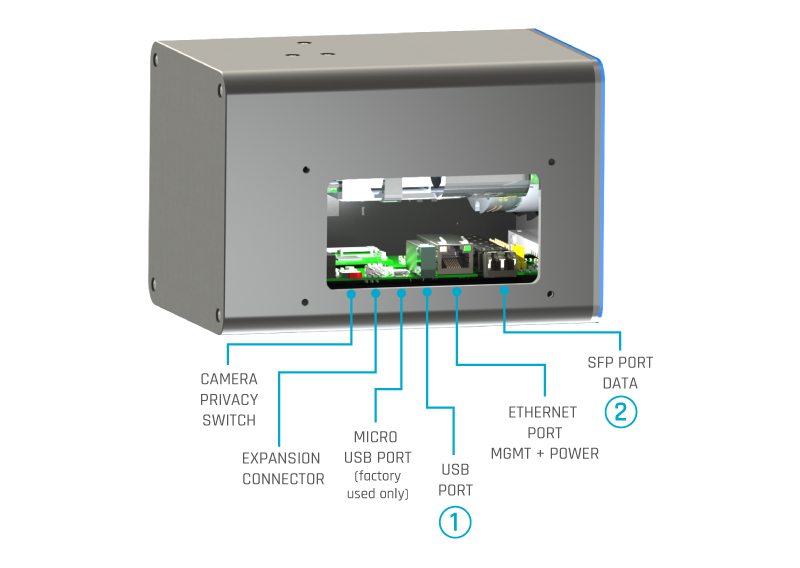 CAMERA
PRIVACY
SWITCH
EXPANSION
CONNECTOR
MICRO
USB PORT
(factory
used only)
USB
PORT
1
ETHERNET
PORT
MGMT + POWER
SFP PORT
DATA
2